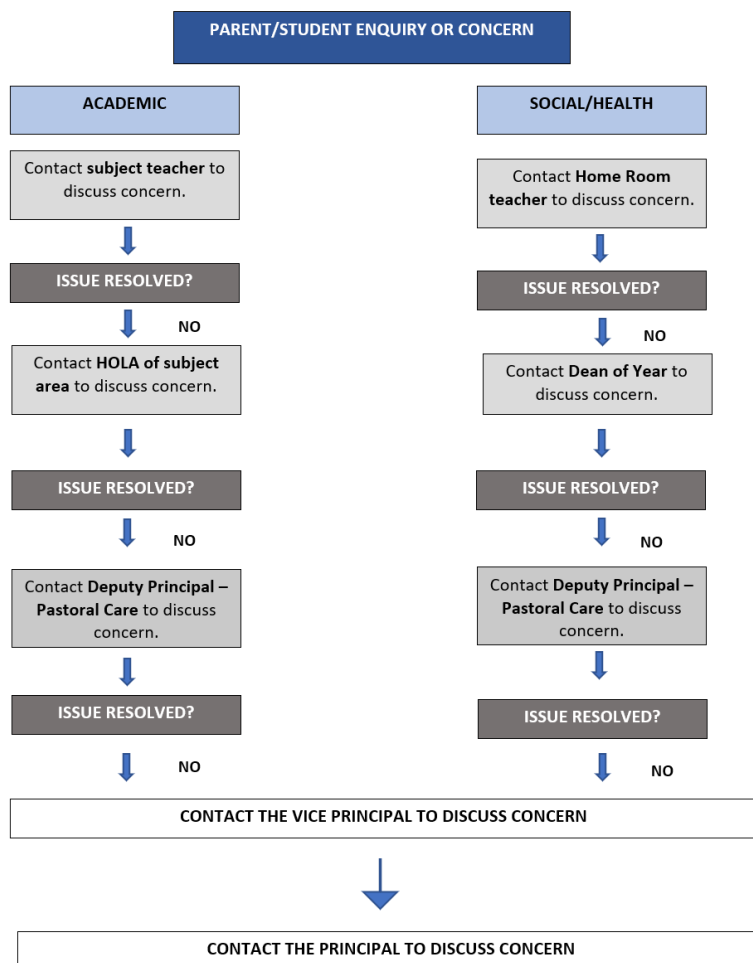 PARENT/STUDENT ENQUIRY OR CONCERN
ACADEMIC
Contact subject teacher to
discuss concern.
ISSUE RESOLVED?
NO
Contact HOLA of subject
area to discuss concern.
ISSUE RESOLVED?
NO
Contact Deputy Principal –
Pastoral Care to discuss
concern.
ISSUE RESOLVED?
NO
SOCIAL/HEALTH
Contact Home Room
teacher to discuss concern.
ISSUE RESOLVED?
NO
Contact Dean of Year to
discuss concern.
ISSUE RESOLVED?
NO
Contact Deputy Principal –
Pastoral Care to discuss
concern.
ISSUE RESOLVED?
NO
CONTACT THE VICE PRINCIPAL TO DISCUSS CONCERN
CONTACT THE PRINCIPAL TO DISCUSS CONCERN